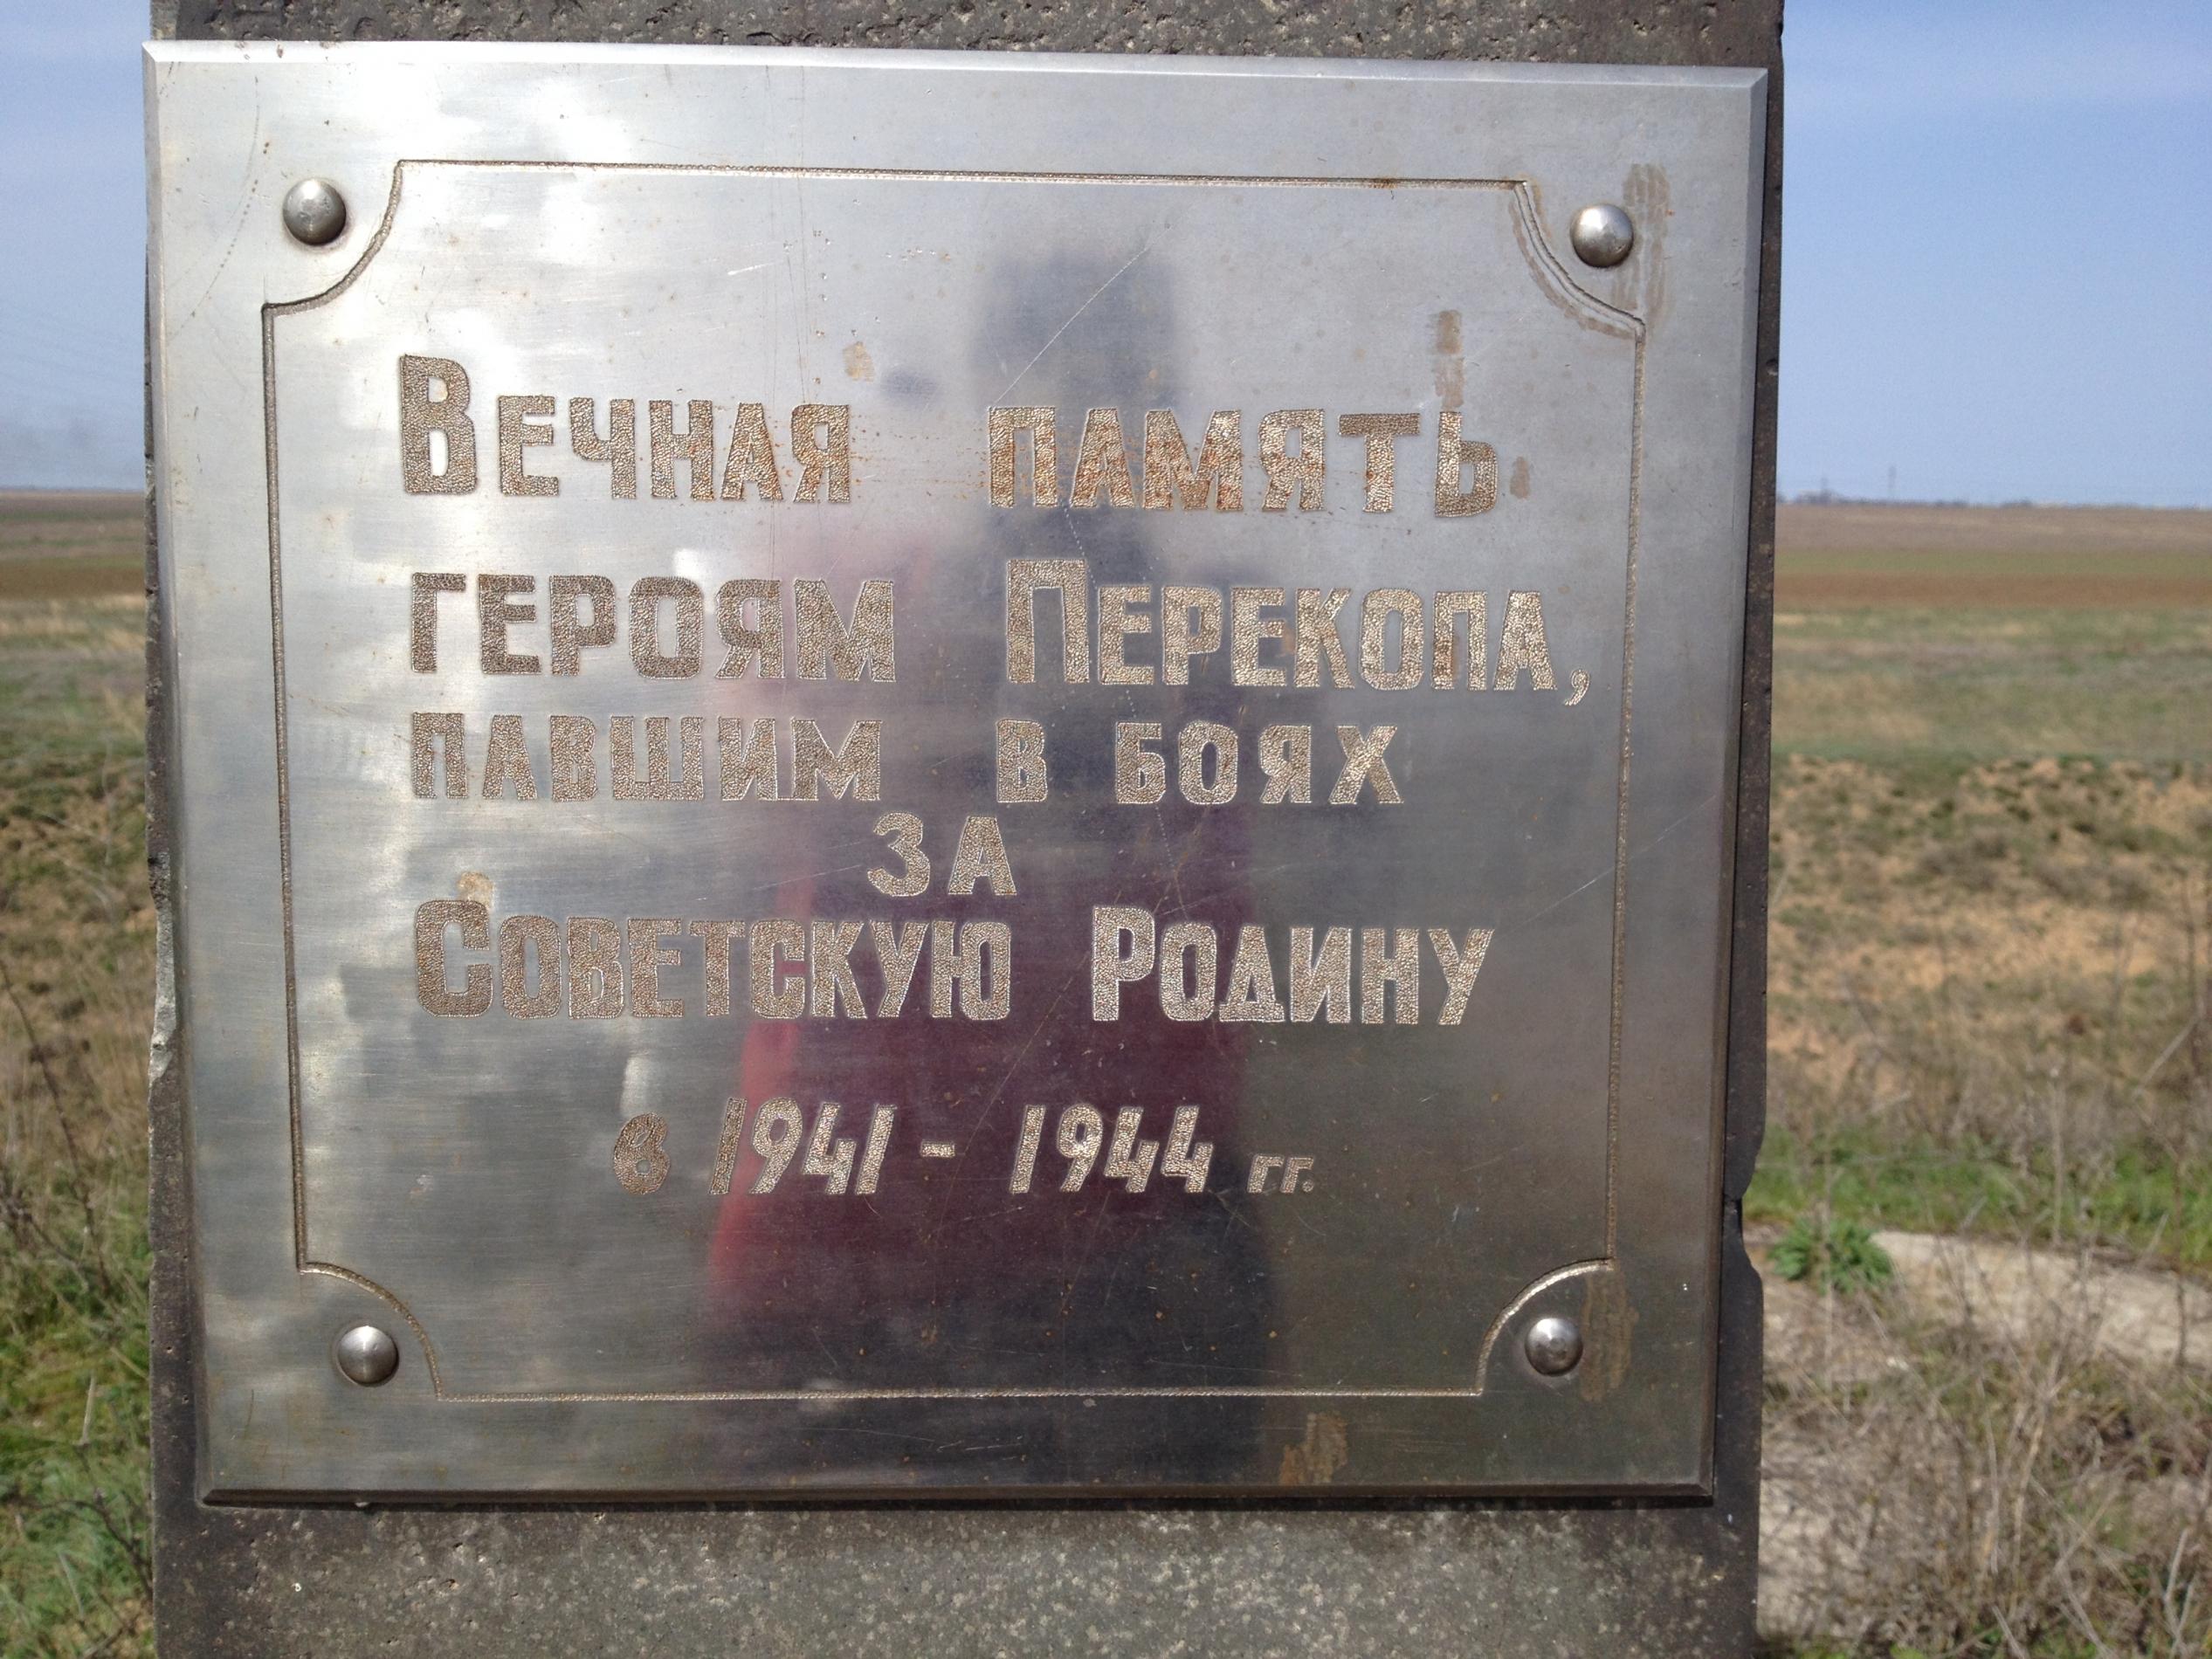 Вечная память
героям Перекопа,
павшим в боях
за
Советскую Родину
в 1941 - 1944 гг.